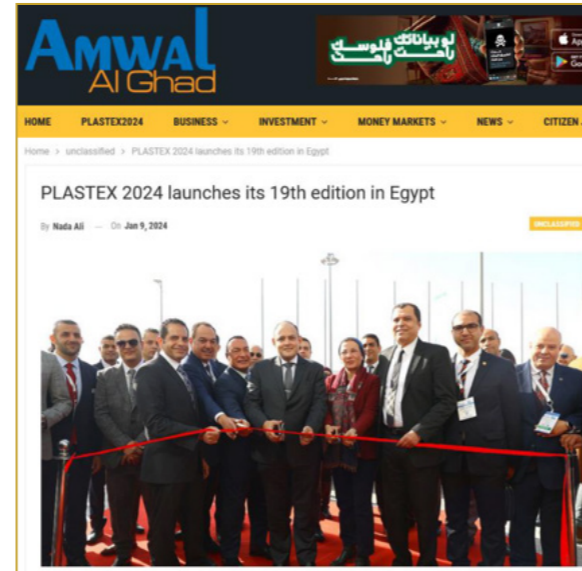 AMWAL
Al Ghad
لو بياناتك فلوسك
راحت راحت
HOME PLASTEX2024 BUSINESS INVESTMENT MONEY MARKETS NEWS CITIZEN
Home > unclassified > PLASTEX 2024 launches its 19th edition in Egypt
PLASTEX 2024 launches its 19th edition in Egypt
By Nada Ali — On Jan 9, 2024
UNCLASSIFIED